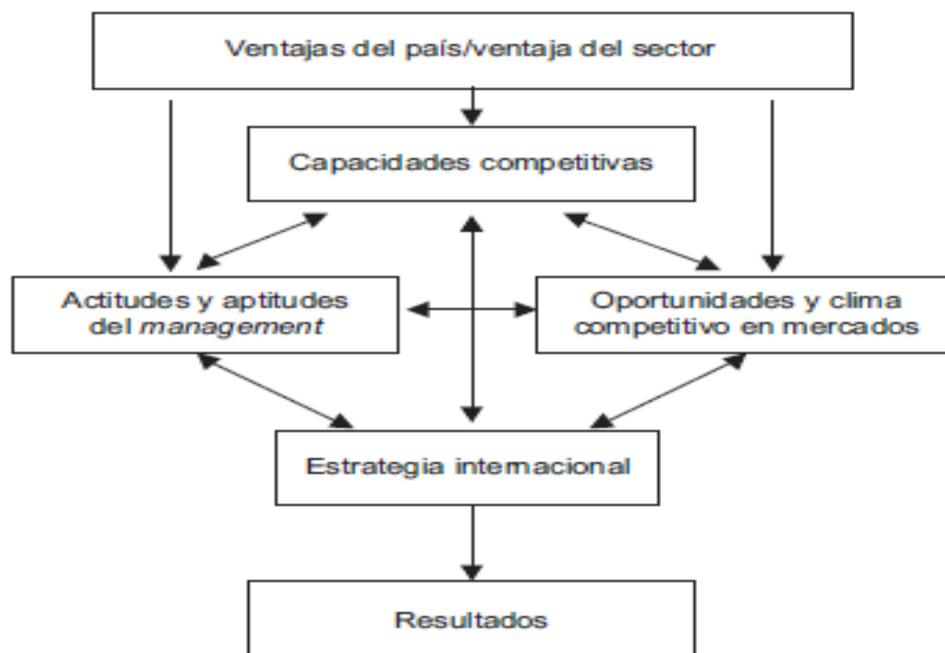 Ventajas del país/ventaja del sector
Capacidades competitivas
Actitudes y aptitudes
del management
Oportunidades y clima
competitivo en mercados
Estrategia internacional
Resultados